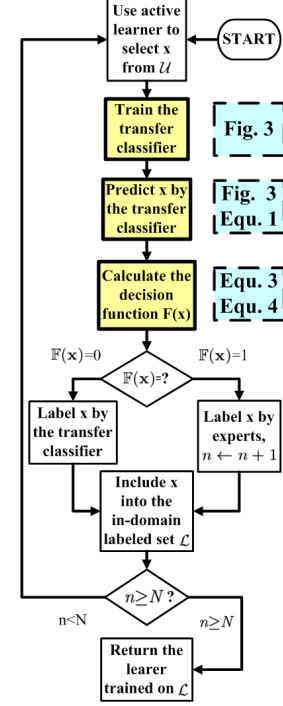 Use active
learner to
select x
from 𝒰
START
Train the
transfer
classifier
Fig. 3
Predict x by
the transfer
classifier
Fig. 3
Equ. 1
Calculate the
decision
function F(x)
Equ. 3
Equ. 4
𝔽(x)=0
𝔽(x)=1
𝔽(x)=?
Label x by
the transfer
classifier
Label x by
experts,
n ← n + 1
Include x
into the
in-domain
labeled set ℒ
n≥N ?
n<N
n≥N
Return the
learer
trained on ℒ